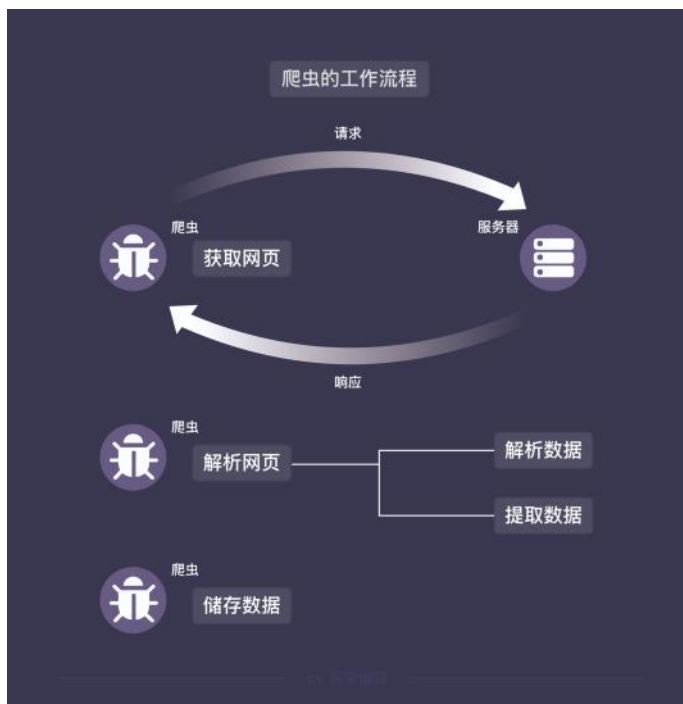 爬虫的工作流程
请求
爬虫
服务器
获取网页
响应
爬虫
解析网页
解析数据
提取数据
爬虫
储存数据